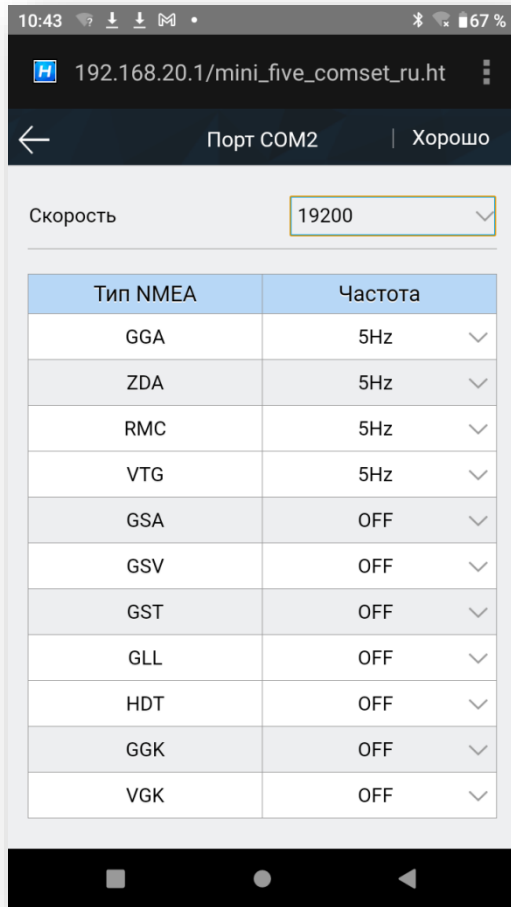 10:43 67 %
H 192.168.20.1/mini_five_comset_ru.ht
Порт COM2 | Хорошо
Скорость 19200
Тип NMEA Частота
GGA 5Hz
ZDA 5Hz
RMC 5Hz
VTG 5Hz
GSA OFF
GSV OFF
GST OFF
GLL OFF
HDT OFF
GGK OFF
VGK OFF